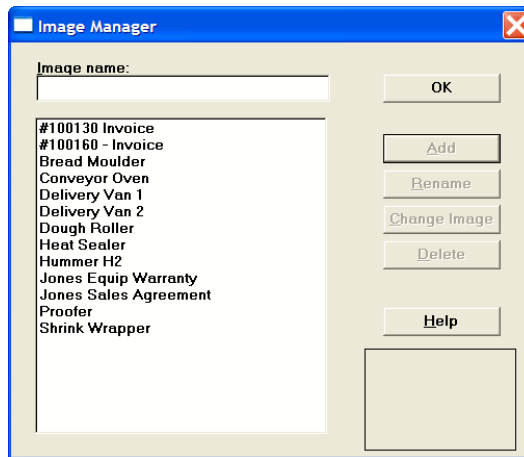 Image Manager
Image name:
OK
#100130 Invoice
#100160 - Invoice
Bread Moulder
Conveyor Oven
Delivery Van 1
Delivery Van 2
Dough Roller
Heat Sealer
Hummer H2
Jones Equip Warranty
Jones Sales Agreement
Proofer
Shrink Wrapper
Add
Rename
Change Image
Delete
Help